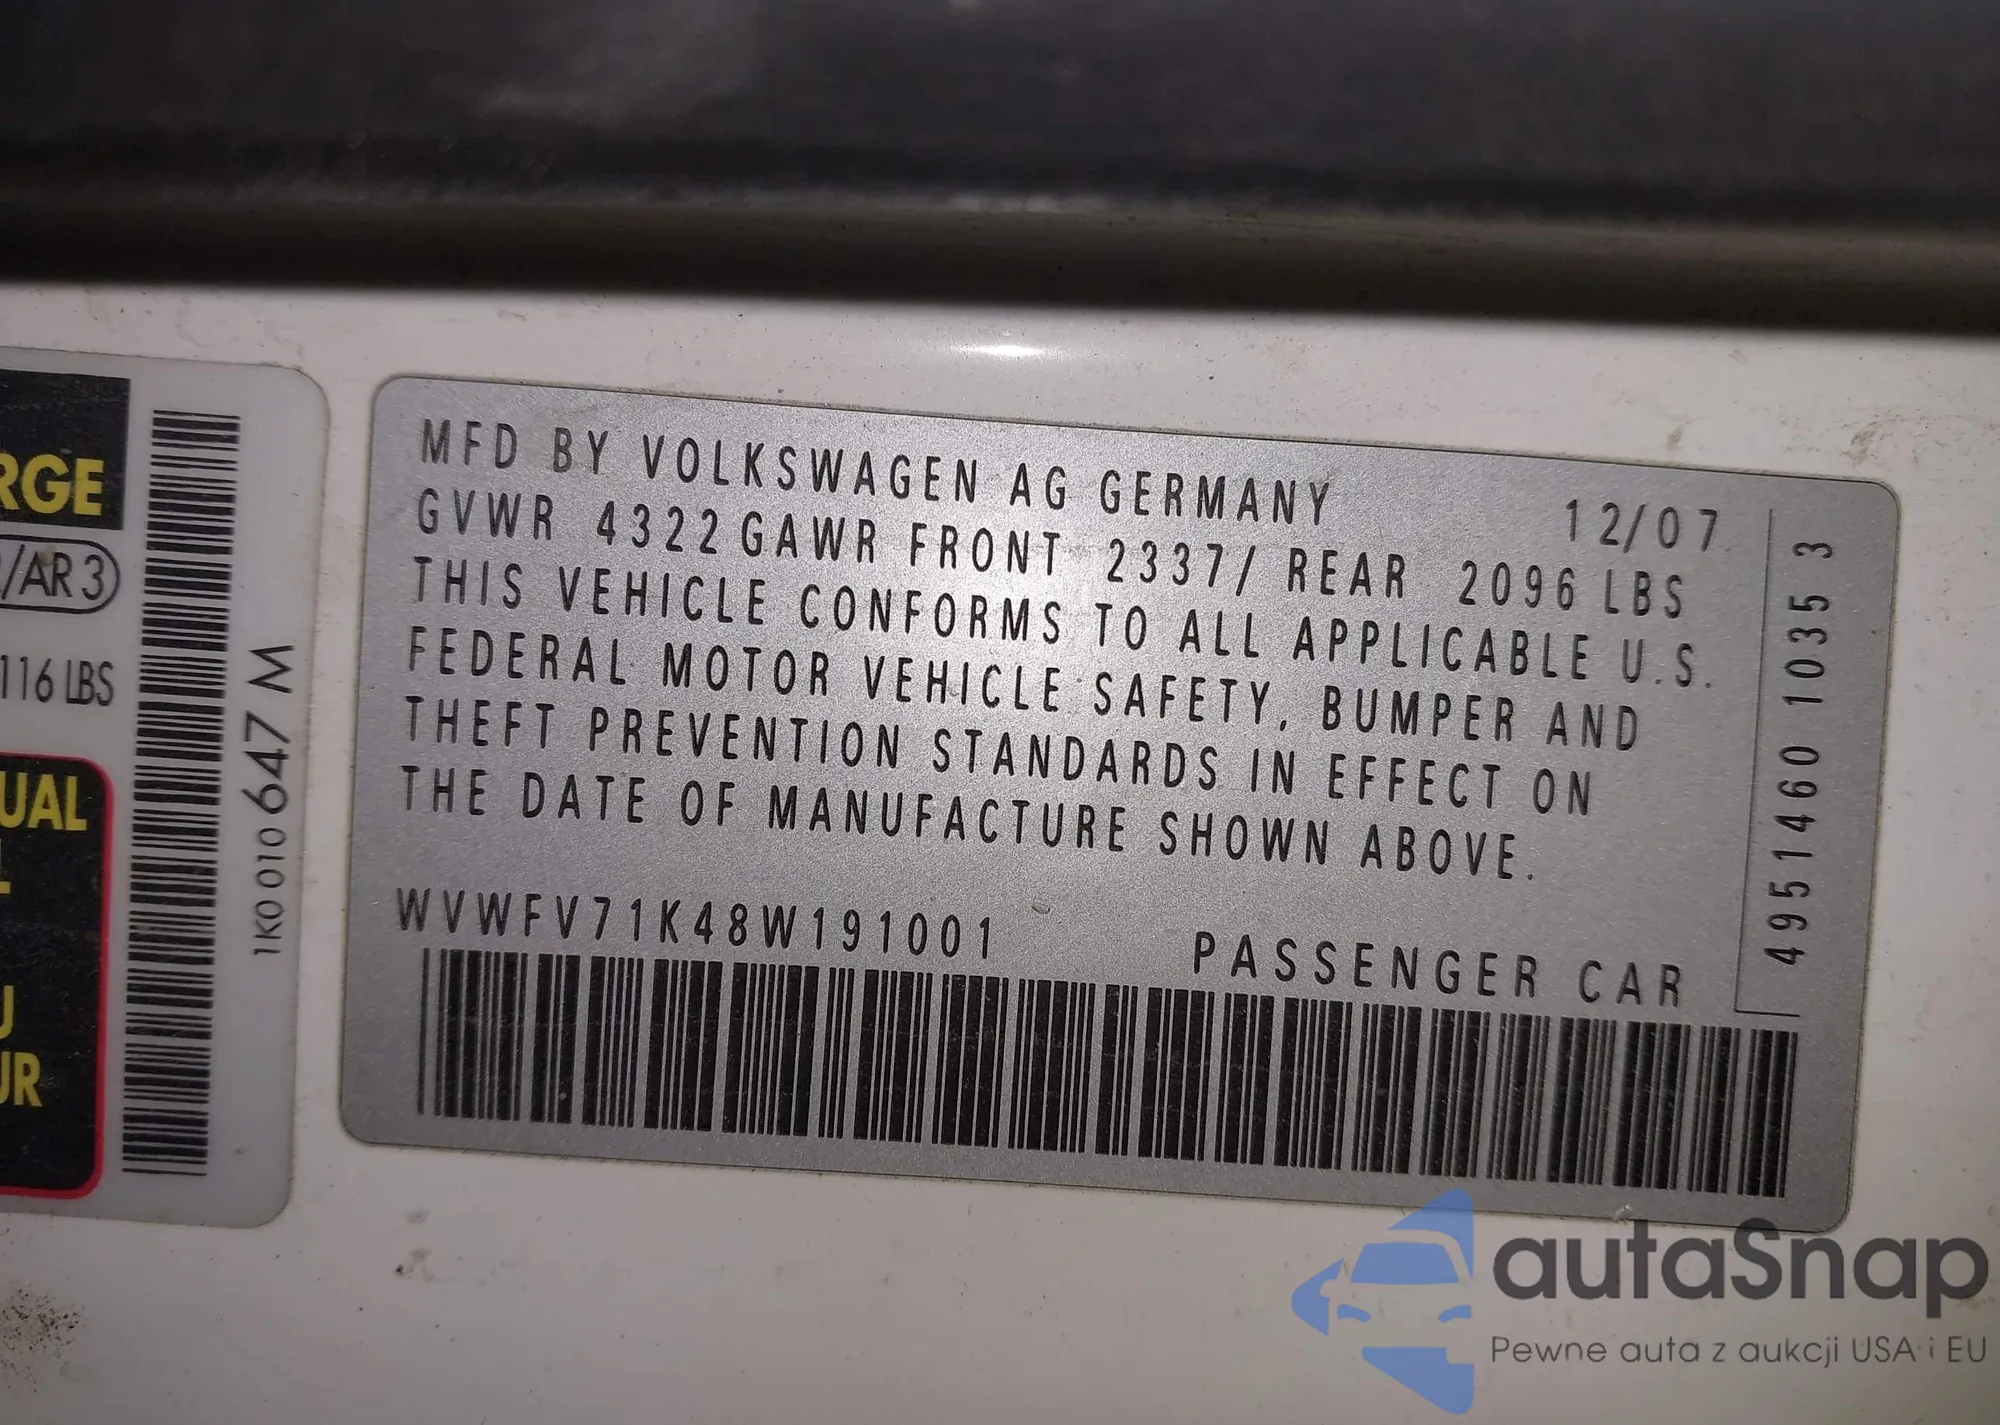 RGE
/AR3
116 LBS
UAL
L
U
UR
1K0 010 647 M
MFD BY VOLKSWAGEN AG GERMANY 12/07
GVWR 4322 GAWR FRONT 2337/ REAR 2096 LBS
THIS VEHICLE CONFORMS TO ALL APPLICABLE U.S.
FEDERAL MOTOR VEHICLE SAFETY, BUMPER AND
THEFT PREVENTION STANDARDS IN EFFECT ON
THE DATE OF MANUFACTURE SHOWN ABOVE.
WVWFV71K48W191001 PASSENGER CAR
4951460 1035 3
autaSnap
Pewne auta z aukcji USA i EU